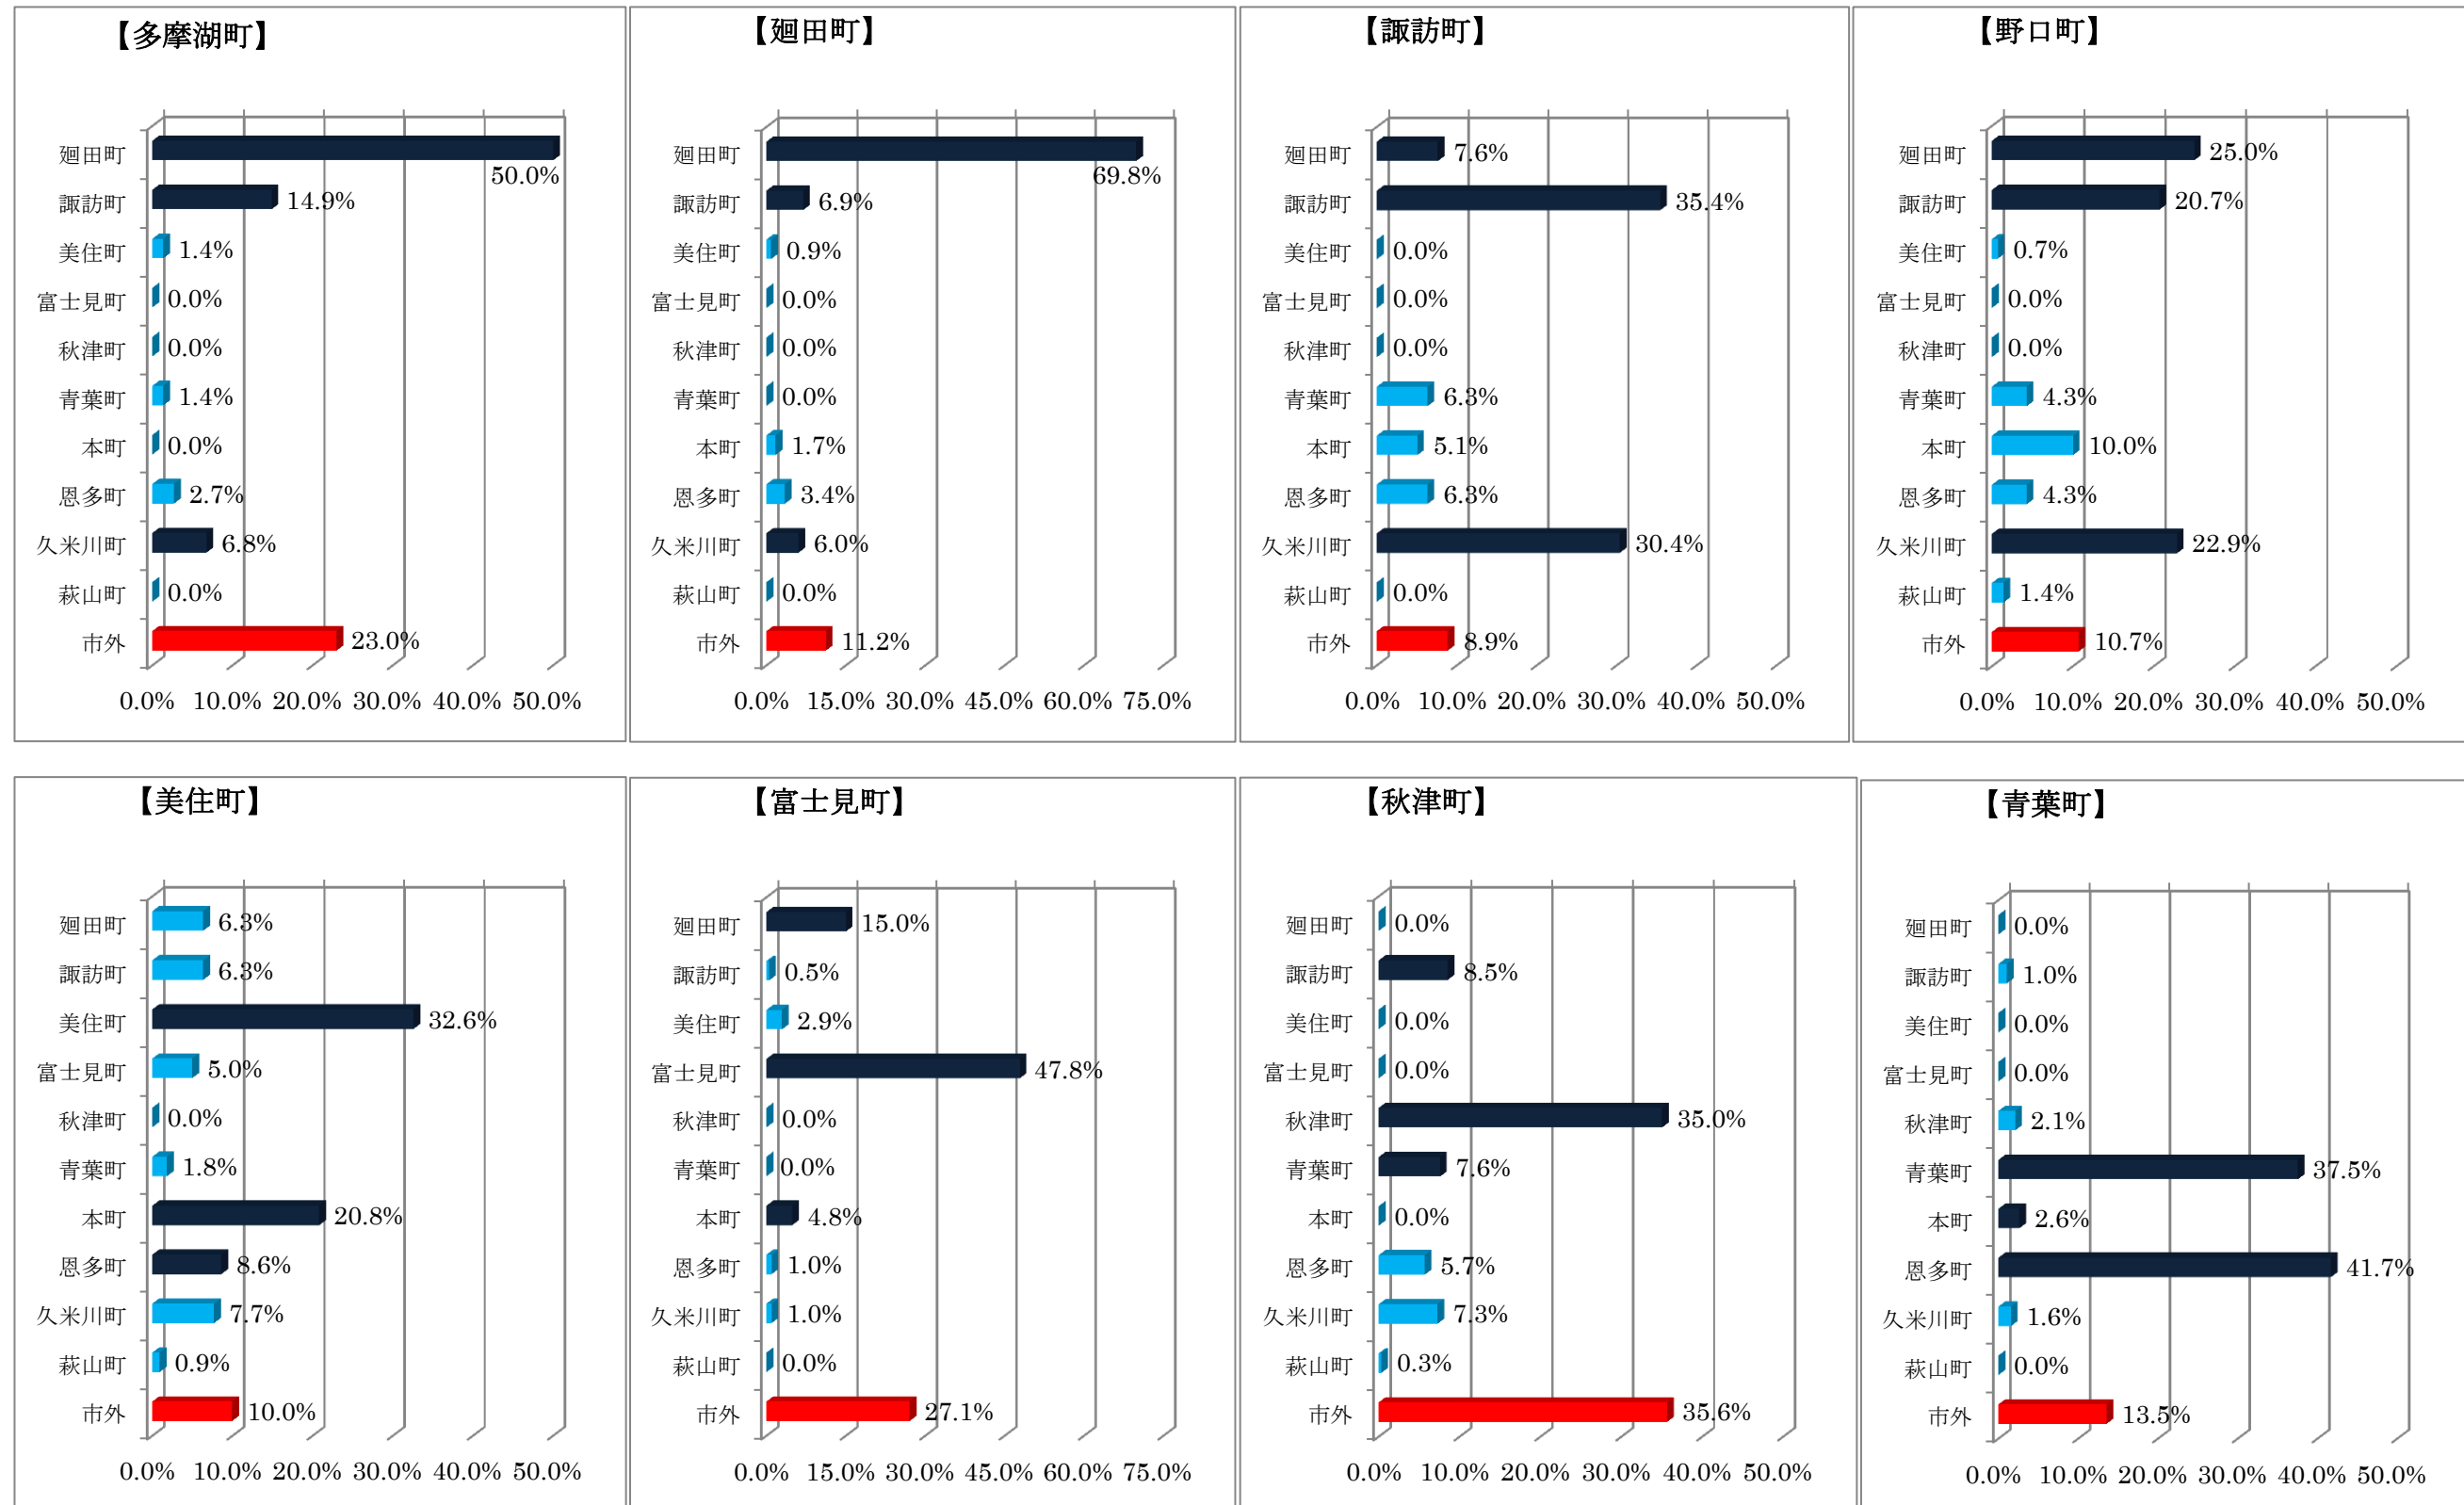 【多摩湖町】
廻田町 50.0%
諏訪町 14.9%
美住町 1.4%
富士見町 0.0%
秋津町 0.0%
青葉町 1.4%
本町 0.0%
恩多町 2.7%
久米川町 6.8%
萩山町 0.0%
市外 23.0%
0.0% 10.0% 20.0% 30.0% 40.0% 50.0%
【廻田町】
廻田町 69.8%
諏訪町 6.9%
美住町 0.9%
富士見町 0.0%
秋津町 0.0%
青葉町 0.0%
本町 1.7%
恩多町 3.4%
久米川町 6.0%
萩山町 0.0%
市外 11.2%
0.0% 15.0% 30.0% 45.0% 60.0% 75.0%
【諏訪町】
廻田町 7.6%
諏訪町 35.4%
美住町 0.0%
富士見町 0.0%
秋津町 0.0%
青葉町 6.3%
本町 5.1%
恩多町 6.3%
久米川町 30.4%
萩山町 0.0%
市外 8.9%
0.0% 10.0% 20.0% 30.0% 40.0% 50.0%
【野口町】
廻田町 25.0%
諏訪町 20.7%
美住町 0.7%
富士見町 0.0%
秋津町 0.0%
青葉町 4.3%
本町 10.0%
恩多町 4.3%
久米川町 22.9%
萩山町 1.4%
市外 10.7%
0.0% 10.0% 20.0% 30.0% 40.0% 50.0%
【美住町】
廻田町 6.3%
諏訪町 6.3%
美住町 32.6%
富士見町 5.0%
秋津町 0.0%
青葉町 1.8%
本町 20.8%
恩多町 8.6%
久米川町 7.7%
萩山町 0.9%
市外 10.0%
0.0% 10.0% 20.0% 30.0% 40.0% 50.0%
【富士見町】
廻田町 15.0%
諏訪町 0.5%
美住町 2.9%
富士見町 47.8%
秋津町 0.0%
青葉町 0.0%
本町 4.8%
恩多町 1.0%
久米川町 1.0%
萩山町 0.0%
市外 27.1%
0.0% 15.0% 30.0% 45.0% 60.0% 75.0%
【秋津町】
廻田町 0.0%
諏訪町 8.5%
美住町 0.0%
富士見町 0.0%
秋津町 35.0%
青葉町 7.6%
本町 0.0%
恩多町 5.7%
久米川町 7.3%
萩山町 0.3%
市外 35.6%
0.0% 10.0% 20.0% 30.0% 40.0% 50.0%
【青葉町】
廻田町 0.0%
諏訪町 1.0%
美住町 0.0%
富士見町 0.0%
秋津町 2.1%
青葉町 37.5%
本町 2.6%
恩多町 41.7%
久米川町 1.6%
萩山町 0.0%
市外 13.5%
0.0% 10.0% 20.0% 30.0% 40.0% 50.0%